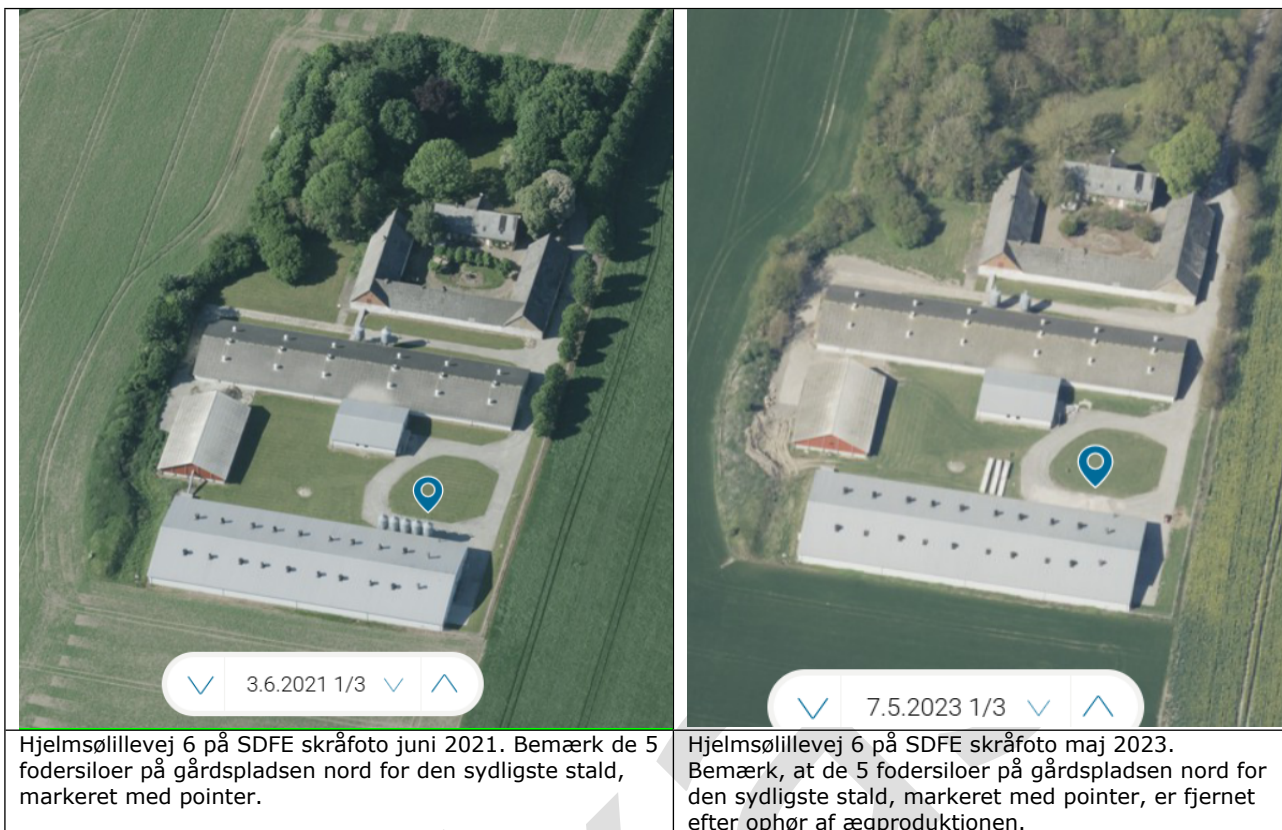 3.6.2021 1/3
7.5.2023 1/3
Hjelmsølillevej 6 på SDFE skråfoto juni 2021. Bemærk de 5
fodersiloer på gårdspladsen nord for den sydligste stald,
markeret med pointer.
Hjelmsølillevej 6 på SDFE skråfoto maj 2023.
Bemærk, at de 5 fodersiloer på gårdspladsen nord for
den sydligste stald, markeret med pointer, er fjernet
efter ophør af ægproduktionen.